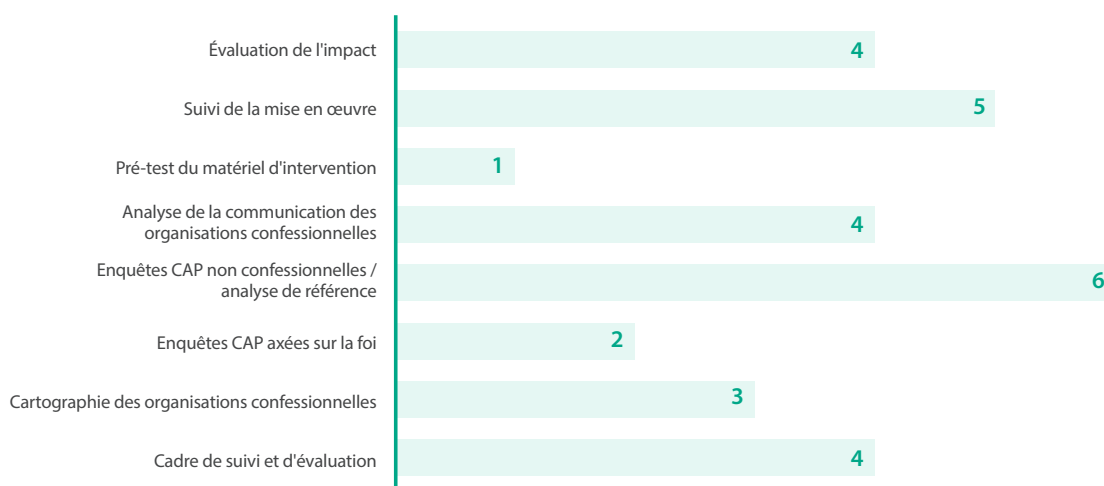 Évaluation de l'impact
4
Suivi de la mise en œuvre
5
Pré-test du matériel d'intervention
1
Analyse de la communication des
organisations confessionnelles
4
Enquêtes CAP non confessionnelles /
analyse de référence
6
Enquêtes CAP axées sur la foi
2
Cartographie des organisations confessionnelles
3
Cadre de suivi et d'évaluation
4